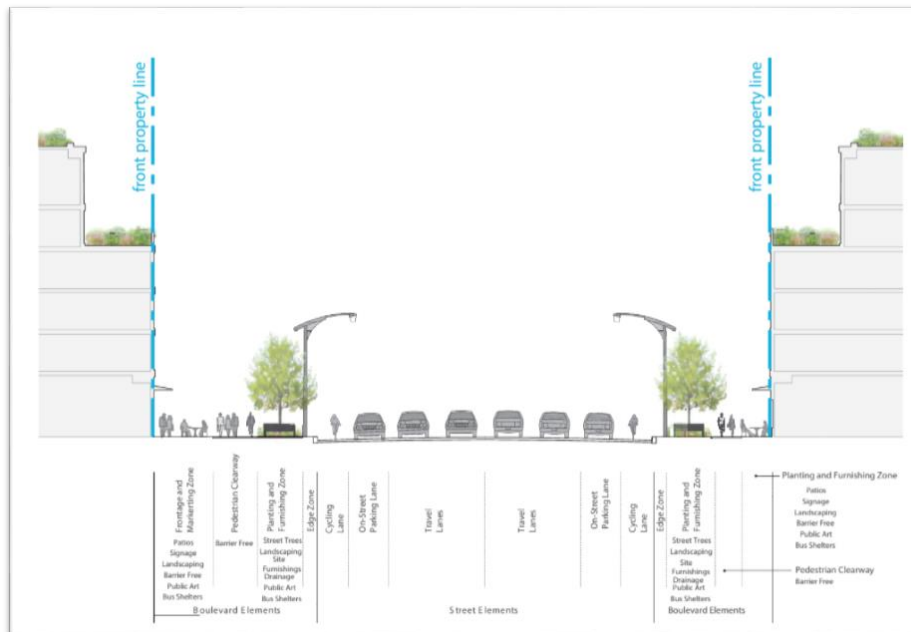 front property line
front property line
Frontage and
Markerting Zone
Patios
Signage
Landscaping
Barrier Free
Public Art
Bus Shelters
Pedestrian Clearway
Barrier Free
Planting and
Furnishing Zone
Street Trees
Landscaping
Site
Furnishings
Drainage
Public Art
Bus Shelters
Edge Zone
Cycling
Lane
On-Street
Parking Lane
Travel
Lanes
Travel
Lanes
On-Street
Parking Lane
Cycling
Lane
Edge Zone
Planting and
Furnishing Zone
Street Trees
Landscaping
Site
Furnishings
Drainage
Public Art
Bus Shelters
Planting and Furnishing Zone
Patios
Signage
Landscaping
Barrier Free
Public Art
Bus Shelters
Pedestrian Clearway
Barrier Free
Boulevard Elements
Street Elements
Boulevard Elements